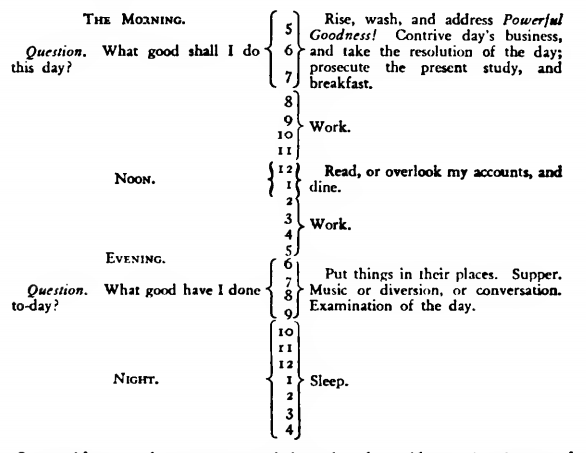 THE MORNING.
Question. What good shall I do
this day?
5
6
7
Rise, wash, and address Powerful
Goodness! Contrive day's business,
and take the resolution of the day;
prosecute the present study, and
breakfast.
8
9
10
11
Work.
NOON.
12
1
Read, or overlook my accounts, and
dine.
2
3
4
5
Work.
EVENING.
Question. What good have I done
to-day?
6
7
8
9
Put things in their places. Supper.
Music or diversion, or conversation.
Examination of the day.
NIGHT.
10
11
12
1
2
3
4
Sleep.